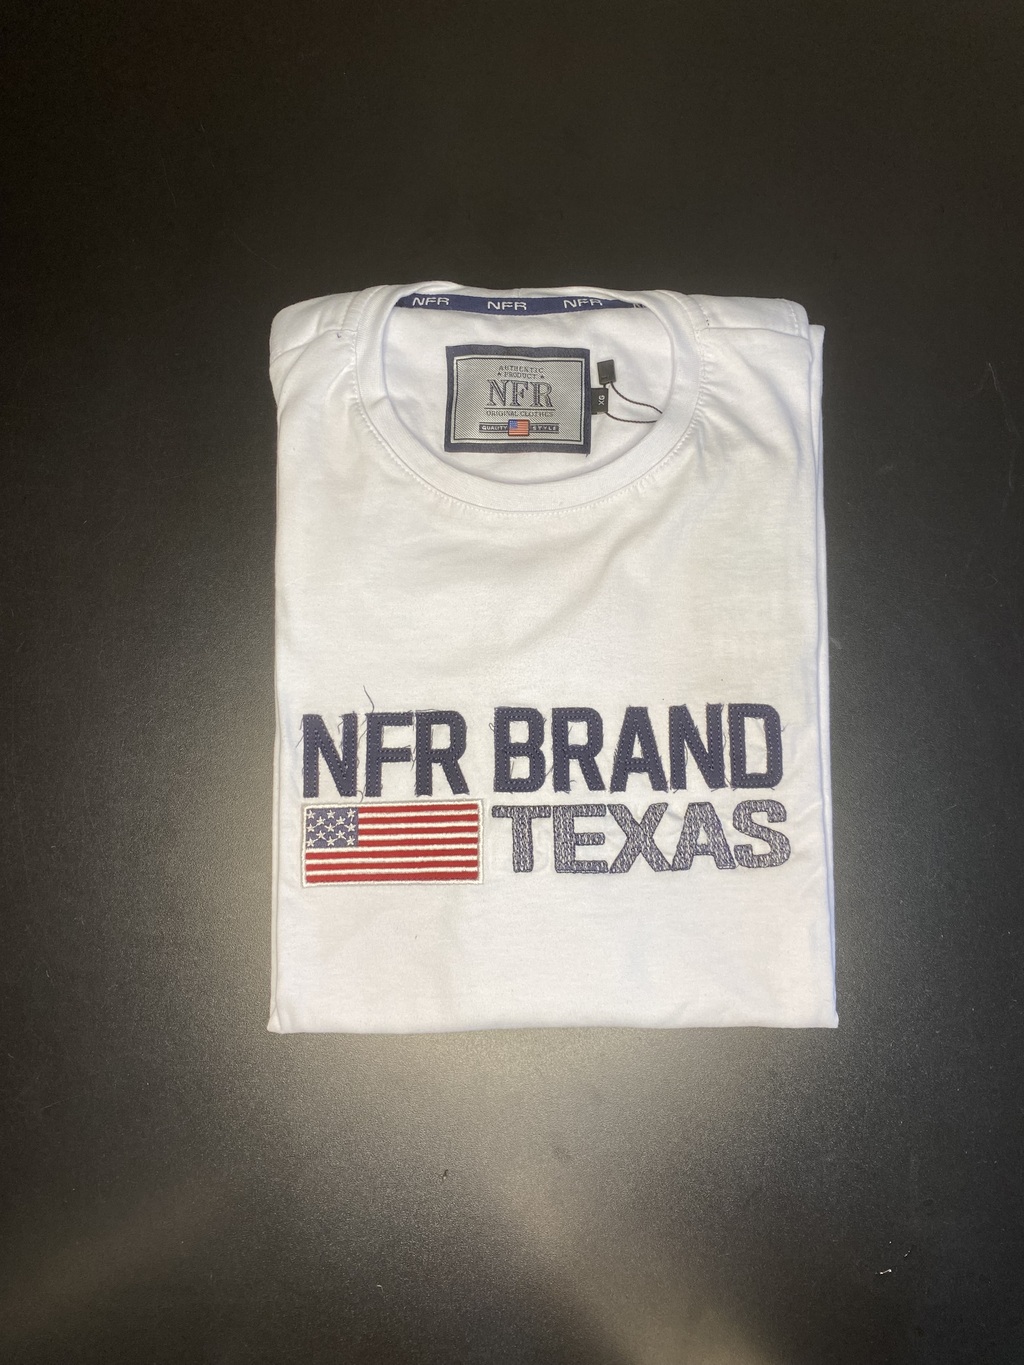 NFR NFR NFR
AUTHENTIC
★ PRODUCT ★
NFR
ORIGINAL CLOTHES
QUALITY STYLE
XG
NFR BRAND
TEXAS